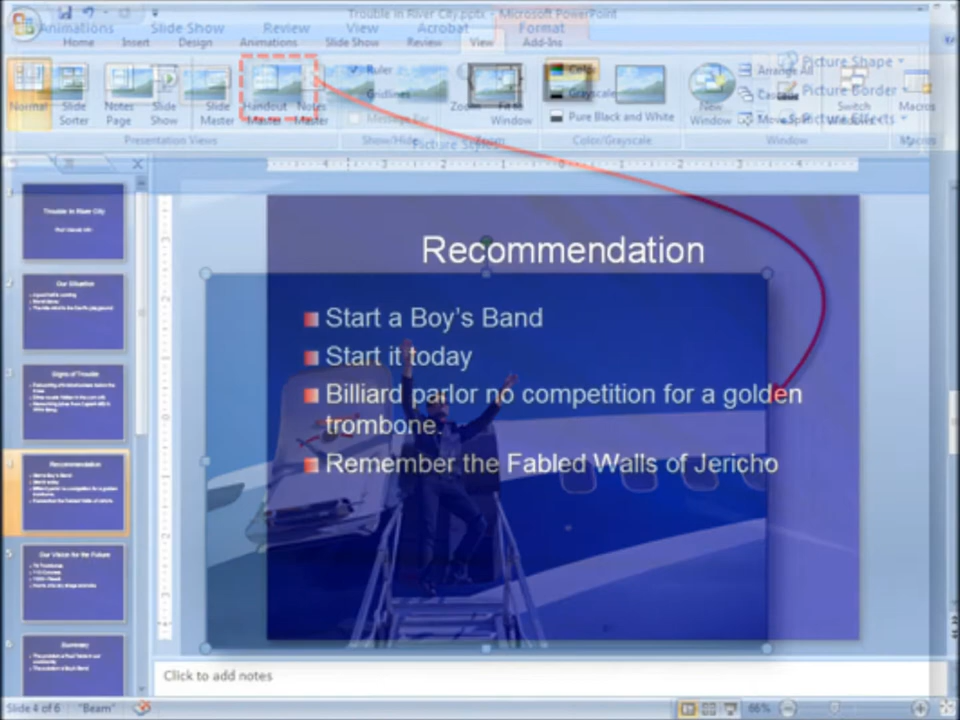 Trouble in River City.pptx - Microsoft PowerPoint
Animations Slide Show Review View Acrobat Format
Home Insert Design Animations Slide Show Review View Add-Ins
Normal Slide Sorter Notes Page Slide Show Slide Master Handout Master Notes Master
Ruler
Gridlines
Message Bar
Zoom Fit to Window
Color
Grayscale
Pure Black and White
New Window
Arrange All
Cascade
Move Split
Switch Windows
Macros
Picture Shape
Picture Border
Picture Effects
Presentation Views Show/Hide Picture Styles Zoom Color/Grayscale Window Macros
Trouble in River City
Our Situation
Signs of Trouble
Recommendation
Start a Boy's Band
Start it today
Billiard parlor no competition for a golden
trombone.
Remember the Fabled Walls of Jericho
Recommendation
Our Vision for the Future
Summary
Click to add notes
Slide 4 of 6 "Beam" 66%